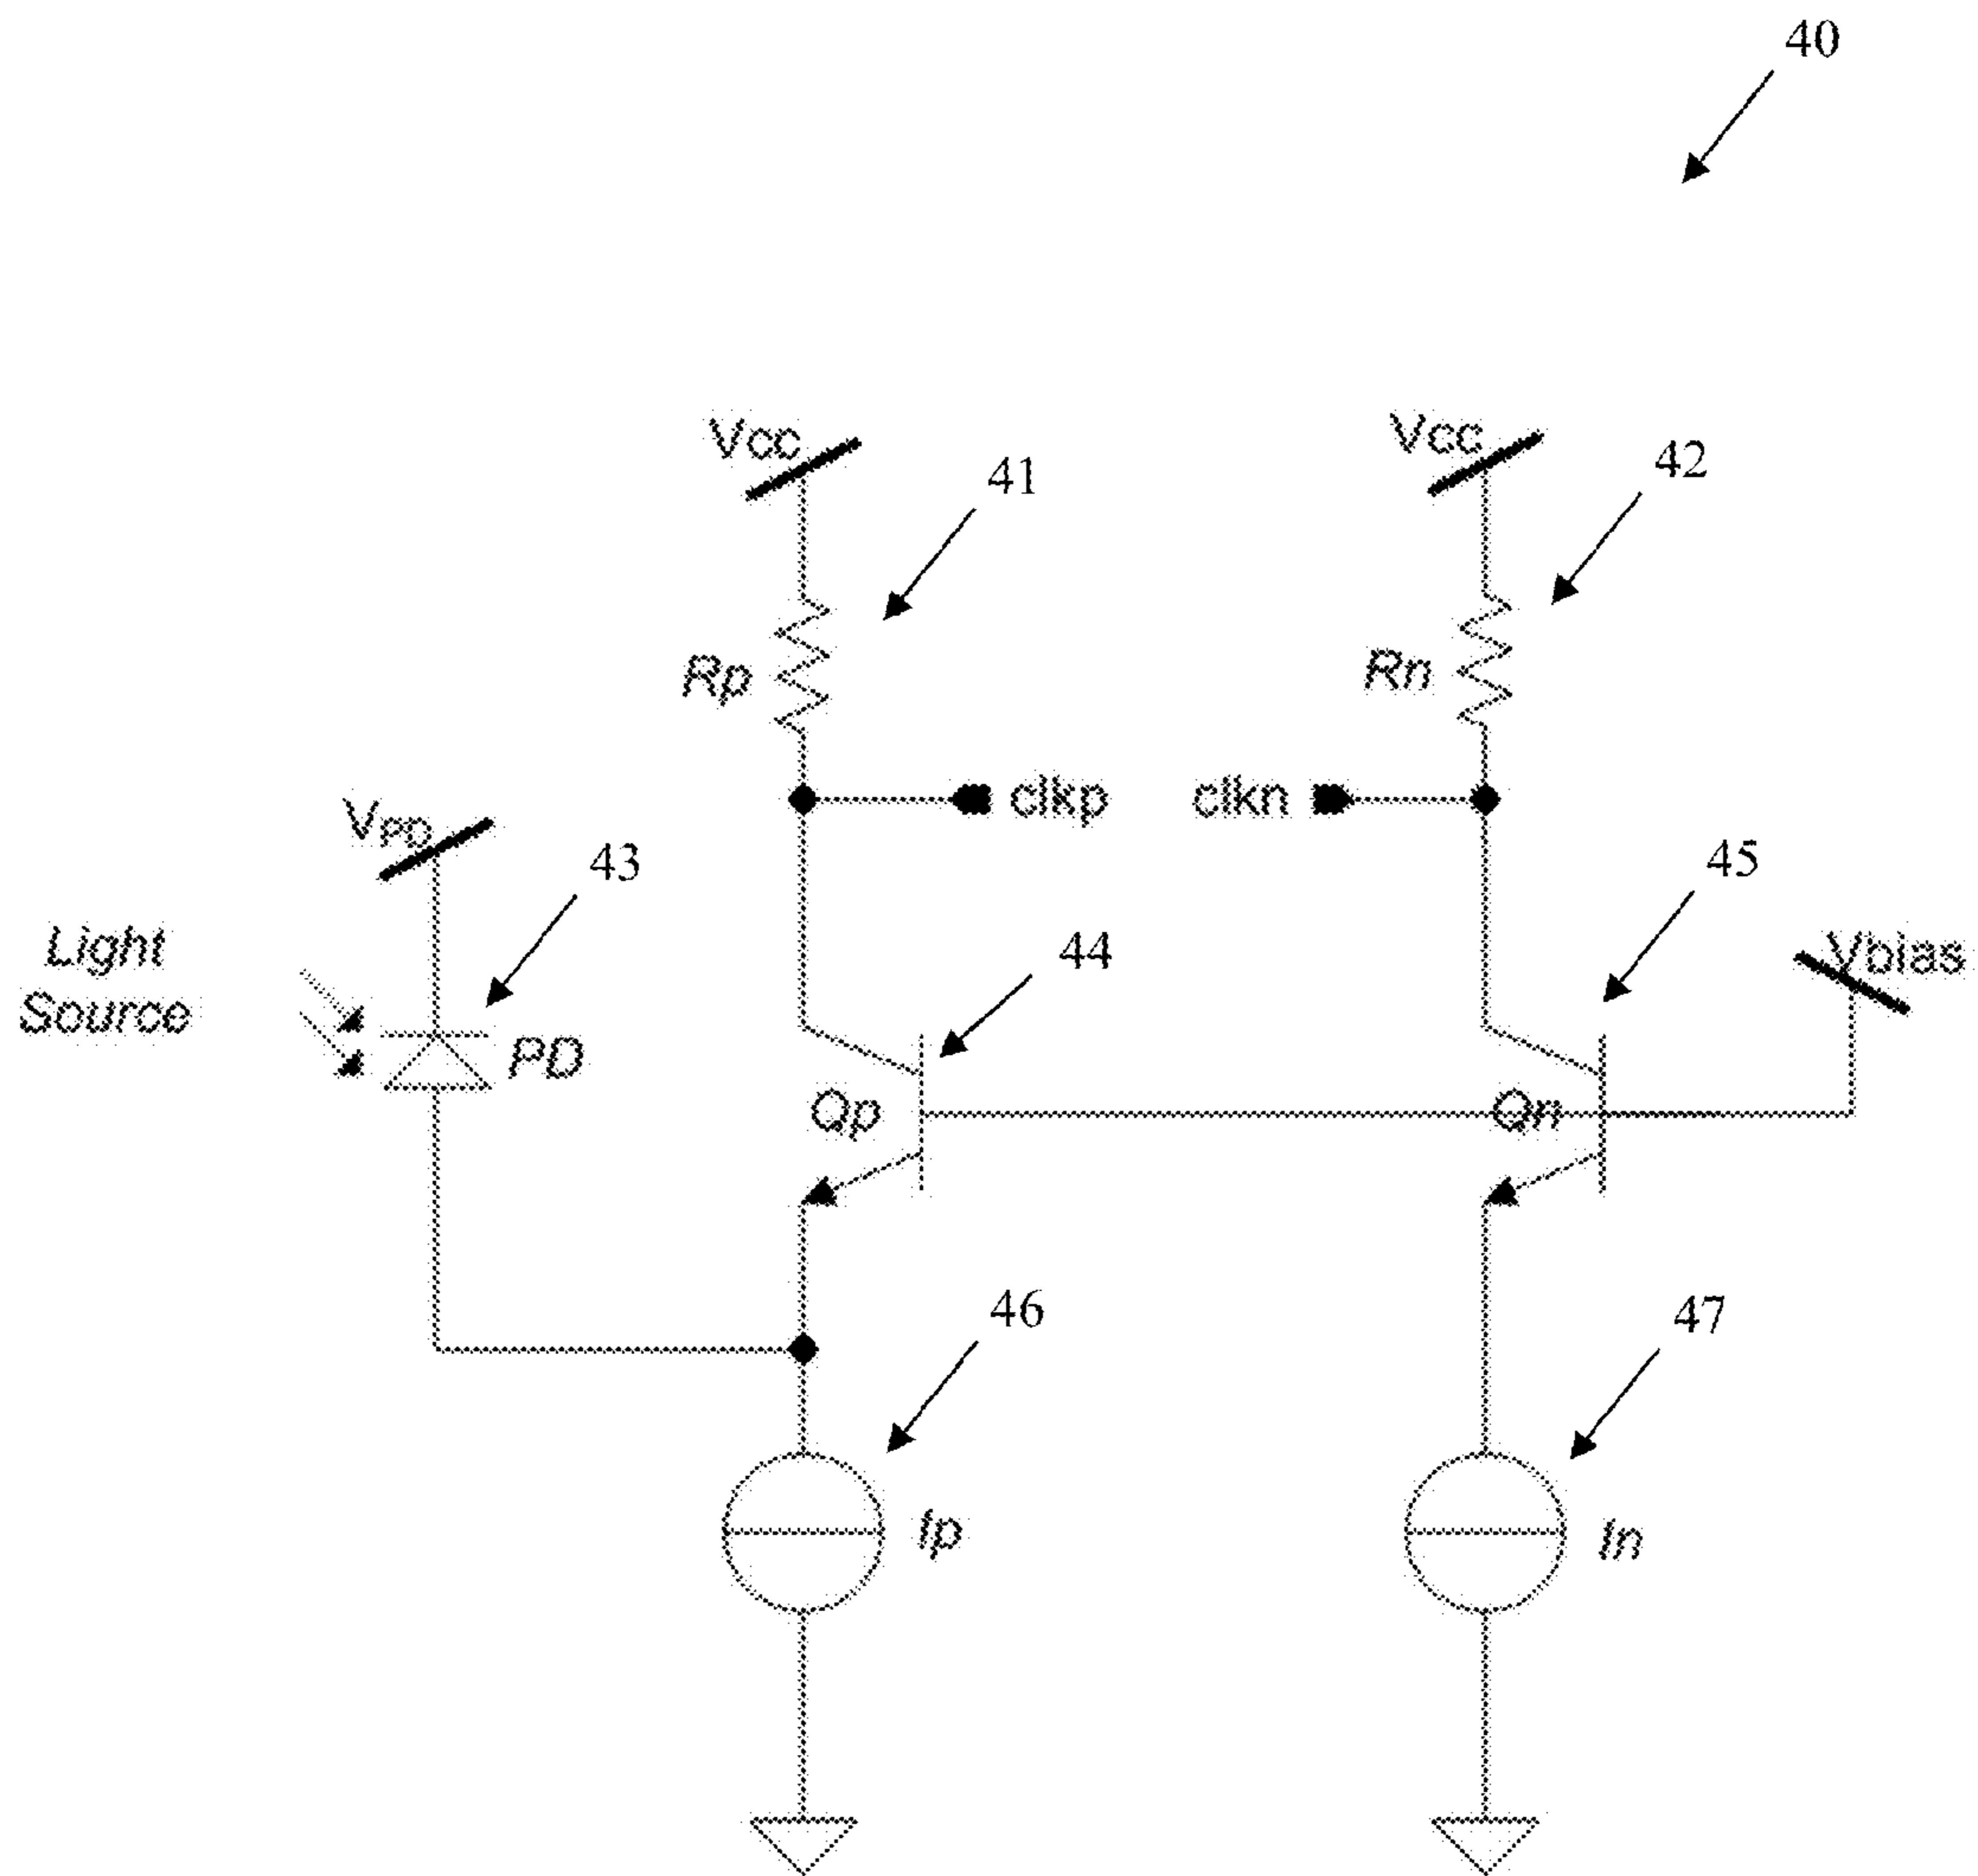 40
Vcc
41
Vcc
42
Rp
Rn
VPD
43
clkp
clkn
45
Light
Source
PD
44
Vbias
Qp
Qn
46
47
Ip
In